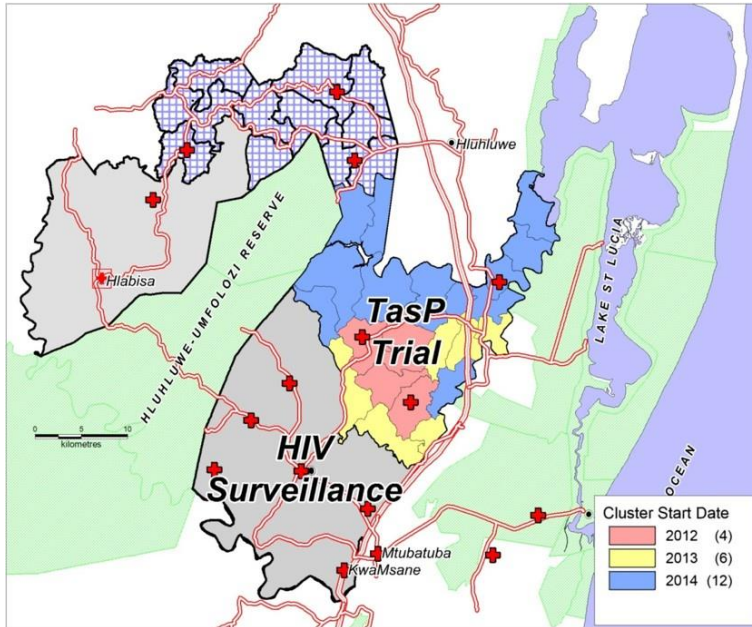 Hluhluwe
HLUHLUWE-UMFOLOZI RESERVE
LAKE ST LUCIA
Hlabisa
TasP
Trial
0 5 10
kilometres
HIV
Surveillance
OCEAN
Mtubatuba
KwaMsane
Cluster Start Date
2012 (4)
2013 (6)
2014 (12)